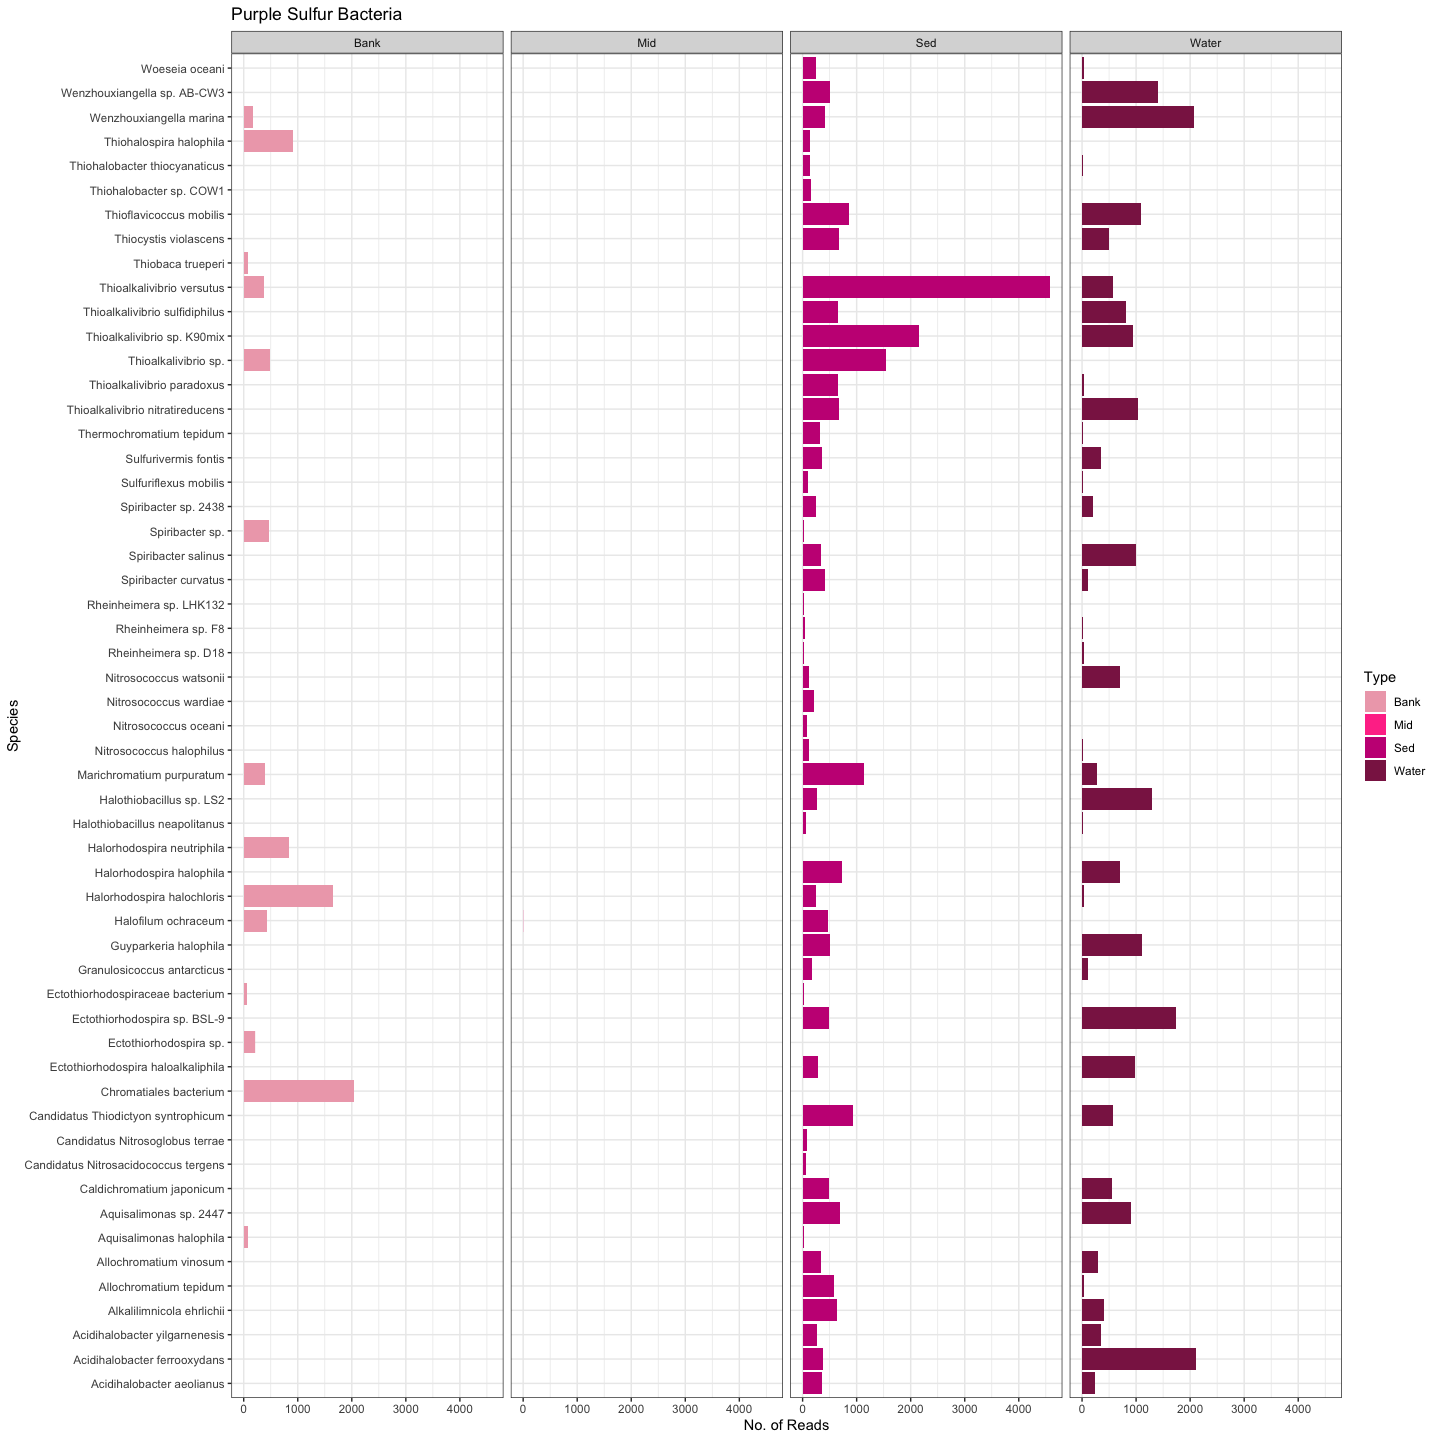 Purple Sulfur Bacteria
Bank
Mid
Sed
Water
Species
Woeseia oceani
Wenzhouxiangella sp. AB-CW3
Wenzhouxiangella marina
Thiohalospira halophila
Thiohalobacter thiocyanaticus
Thiohalobacter sp. COW1
Thioflavicoccus mobilis
Thiocystis violascens
Thiobaca trueperi
Thioalkalivibrio versutus
Thioalkalivibrio sulfidiphilus
Thioalkalivibrio sp. K90mix
Thioalkalivibrio sp.
Thioalkalivibrio paradoxus
Thioalkalivibrio nitratireducens
Thermochromatium tepidum
Sulfurivermis fontis
Sulfuriflexus mobilis
Spiribacter sp. 2438
Spiribacter sp.
Spiribacter salinus
Spiribacter curvatus
Rheinheimera sp. LHK132
Rheinheimera sp. F8
Rheinheimera sp. D18
Nitrosococcus watsonii
Nitrosococcus wardiae
Nitrosococcus oceani
Nitrosococcus halophilus
Marichromatium purpuratum
Halothiobacillus sp. LS2
Halothiobacillus neapolitanus
Halorhodospira neutriphila
Halorhodospira halophila
Halorhodospira halochloris
Halofilum ochraceum
Guyparkeria halophila
Granulosicoccus antarcticus
Ectothiorhodospiraceae bacterium
Ectothiorhodospira sp. BSL-9
Ectothiorhodospira sp.
Ectothiorhodospira haloalkaliphila
Chromatiales bacterium
Candidatus Thiodictyon syntrophicum
Candidatus Nitrosoglobus terrae
Candidatus Nitrosacidococcus tergens
Caldichromatium japonicum
Aquisalimonas sp. 2447
Aquisalimonas halophila
Allochromatium vinosum
Allochromatium tepidum
Alkalilimnicola ehrlichii
Acidihalobacter yilgarnenesis
Acidihalobacter ferrooxydans
Acidihalobacter aeolianus
0 1000 2000 3000 4000
0 1000 2000 3000 4000
0 1000 2000 3000 4000
0 1000 2000 3000 4000
No. of Reads
Type
Bank
Mid
Sed
Water